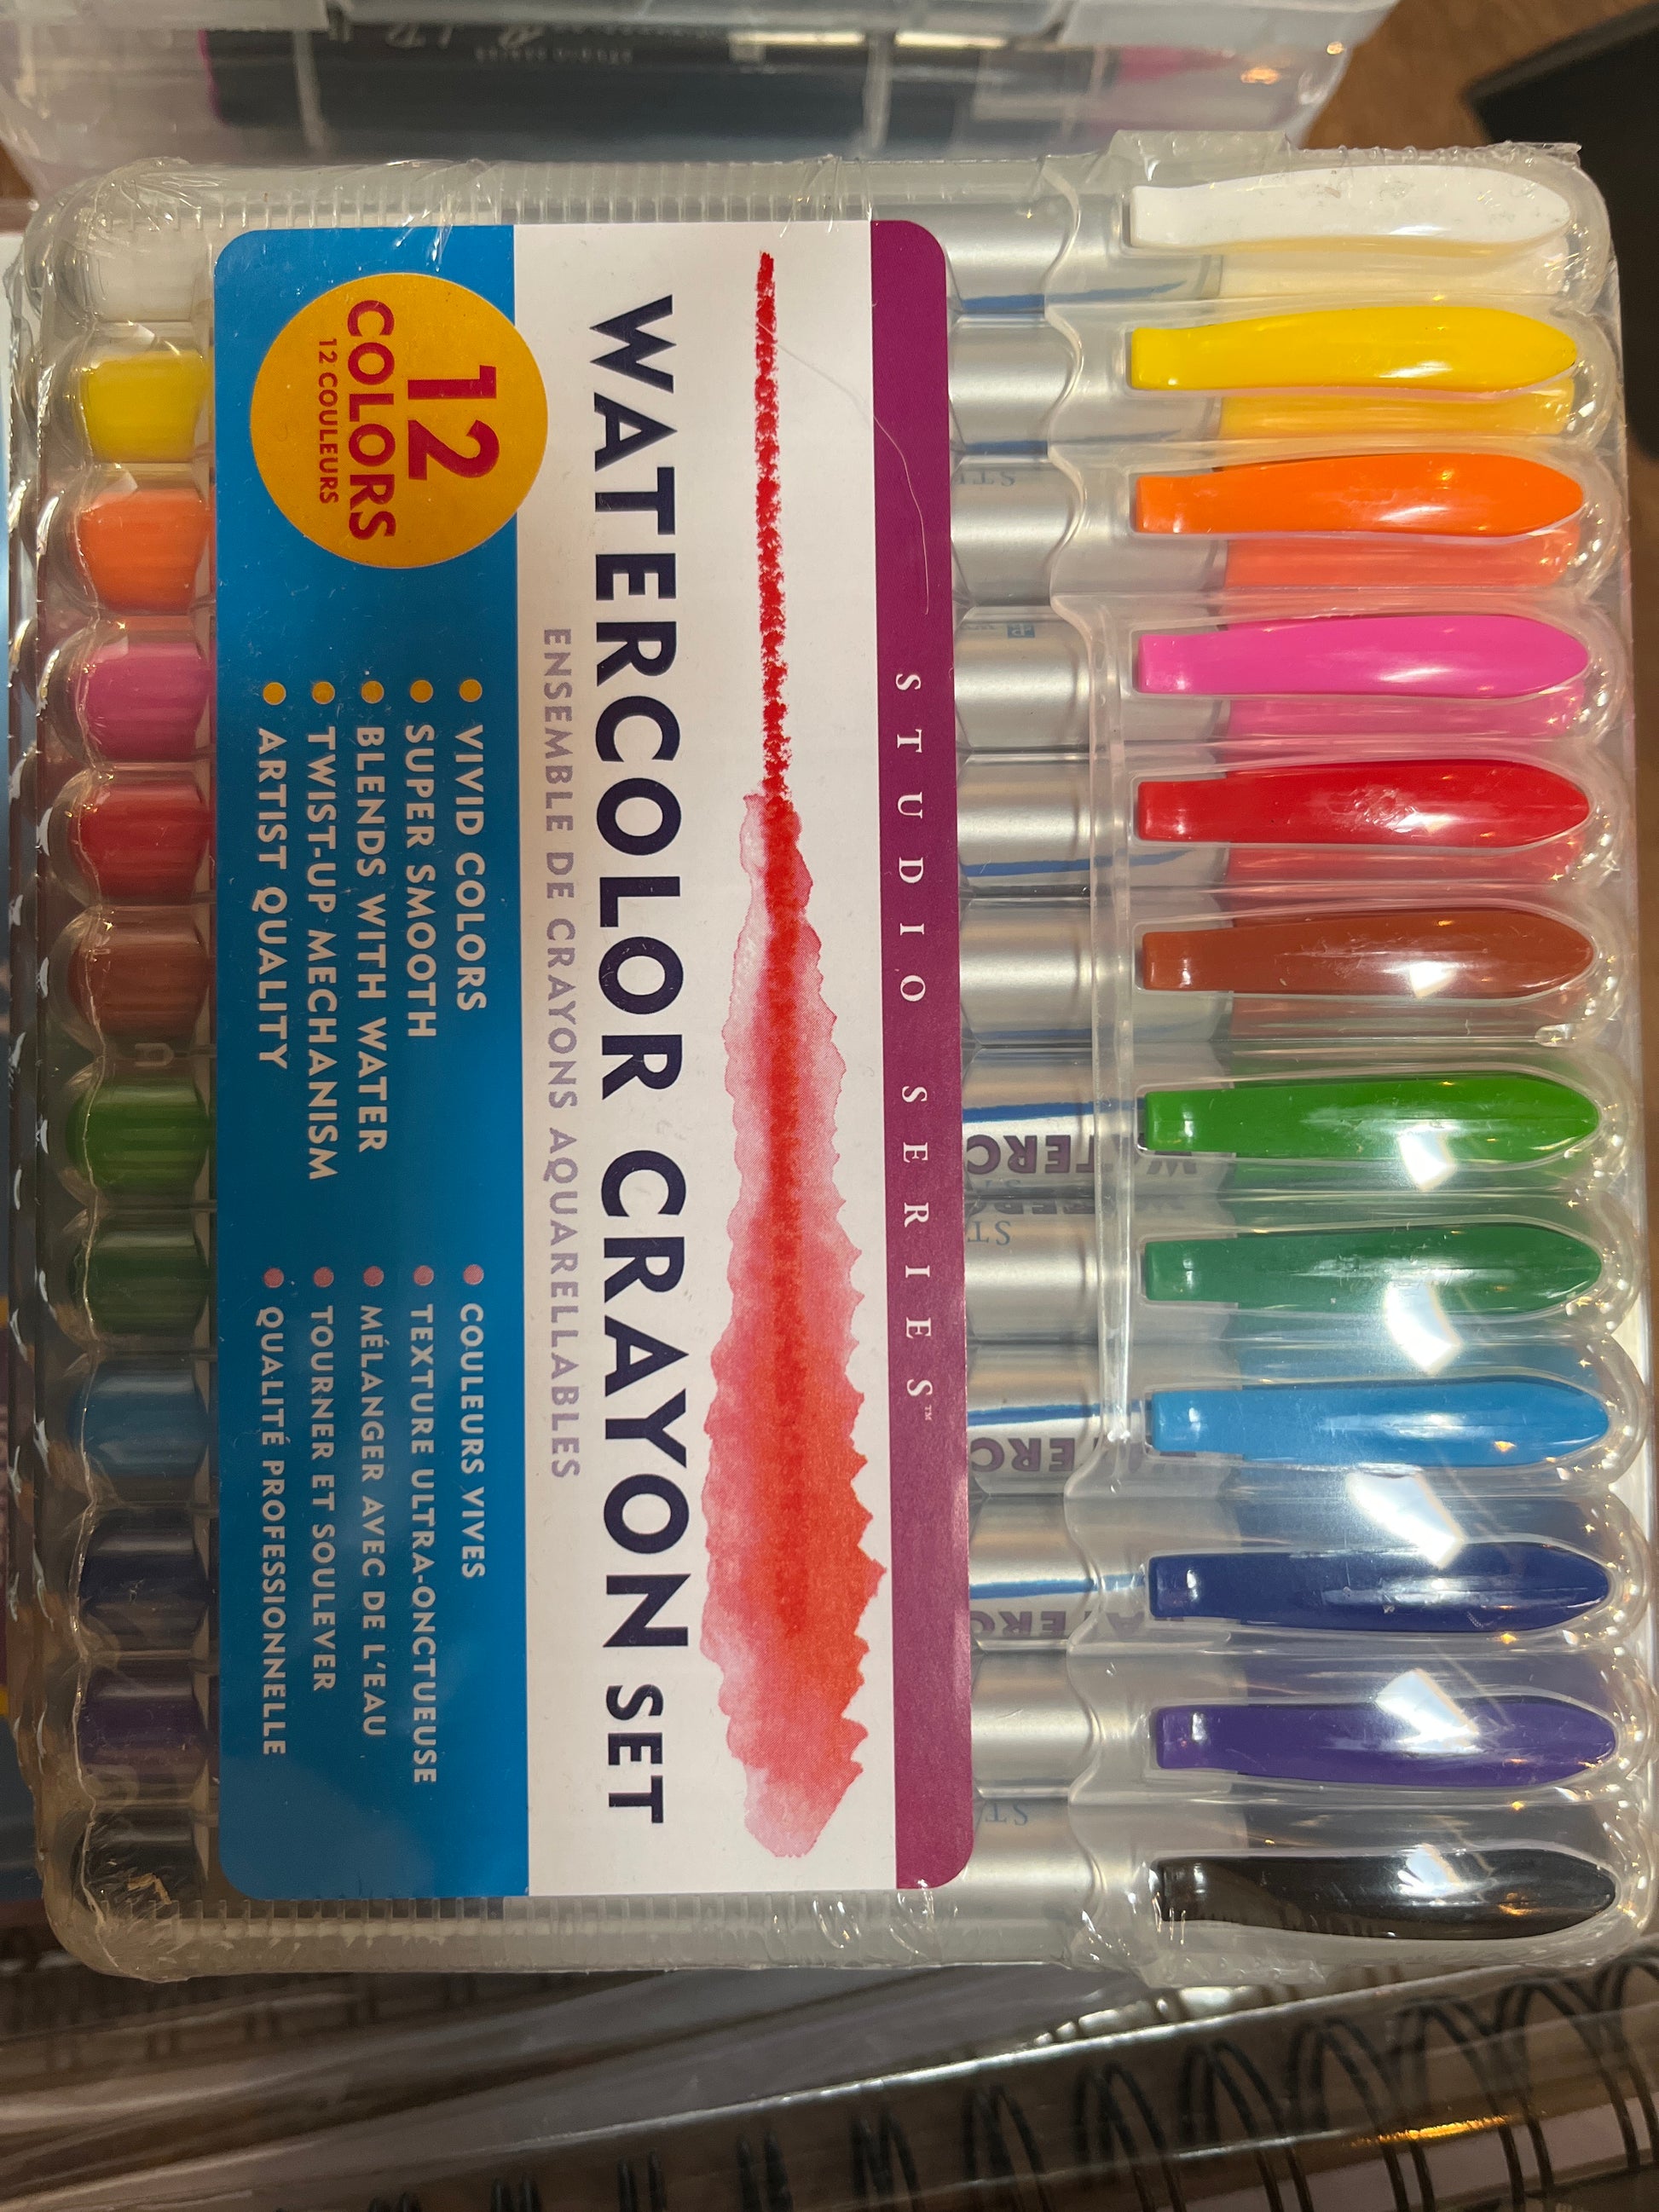 STUDIO SERIES™
WATERCOLOR CRAYON SET
ENSEMBLE DE CRAYONS AQUARELLABLES
12
COLORS
12 COULEURS
• VIVID COLORS
• SUPER SMOOTH
• BLENDS WITH WATER
• TWIST-UP MECHANISM
• ARTIST QUALITY
• COULEURS VIVES
• TEXTURE ULTRA-ONCTUEUSE
• MÉLANGER AVEC DE L'EAU
• TOURNER ET SOULEVER
• QUALITÉ PROFESSIONNELLE